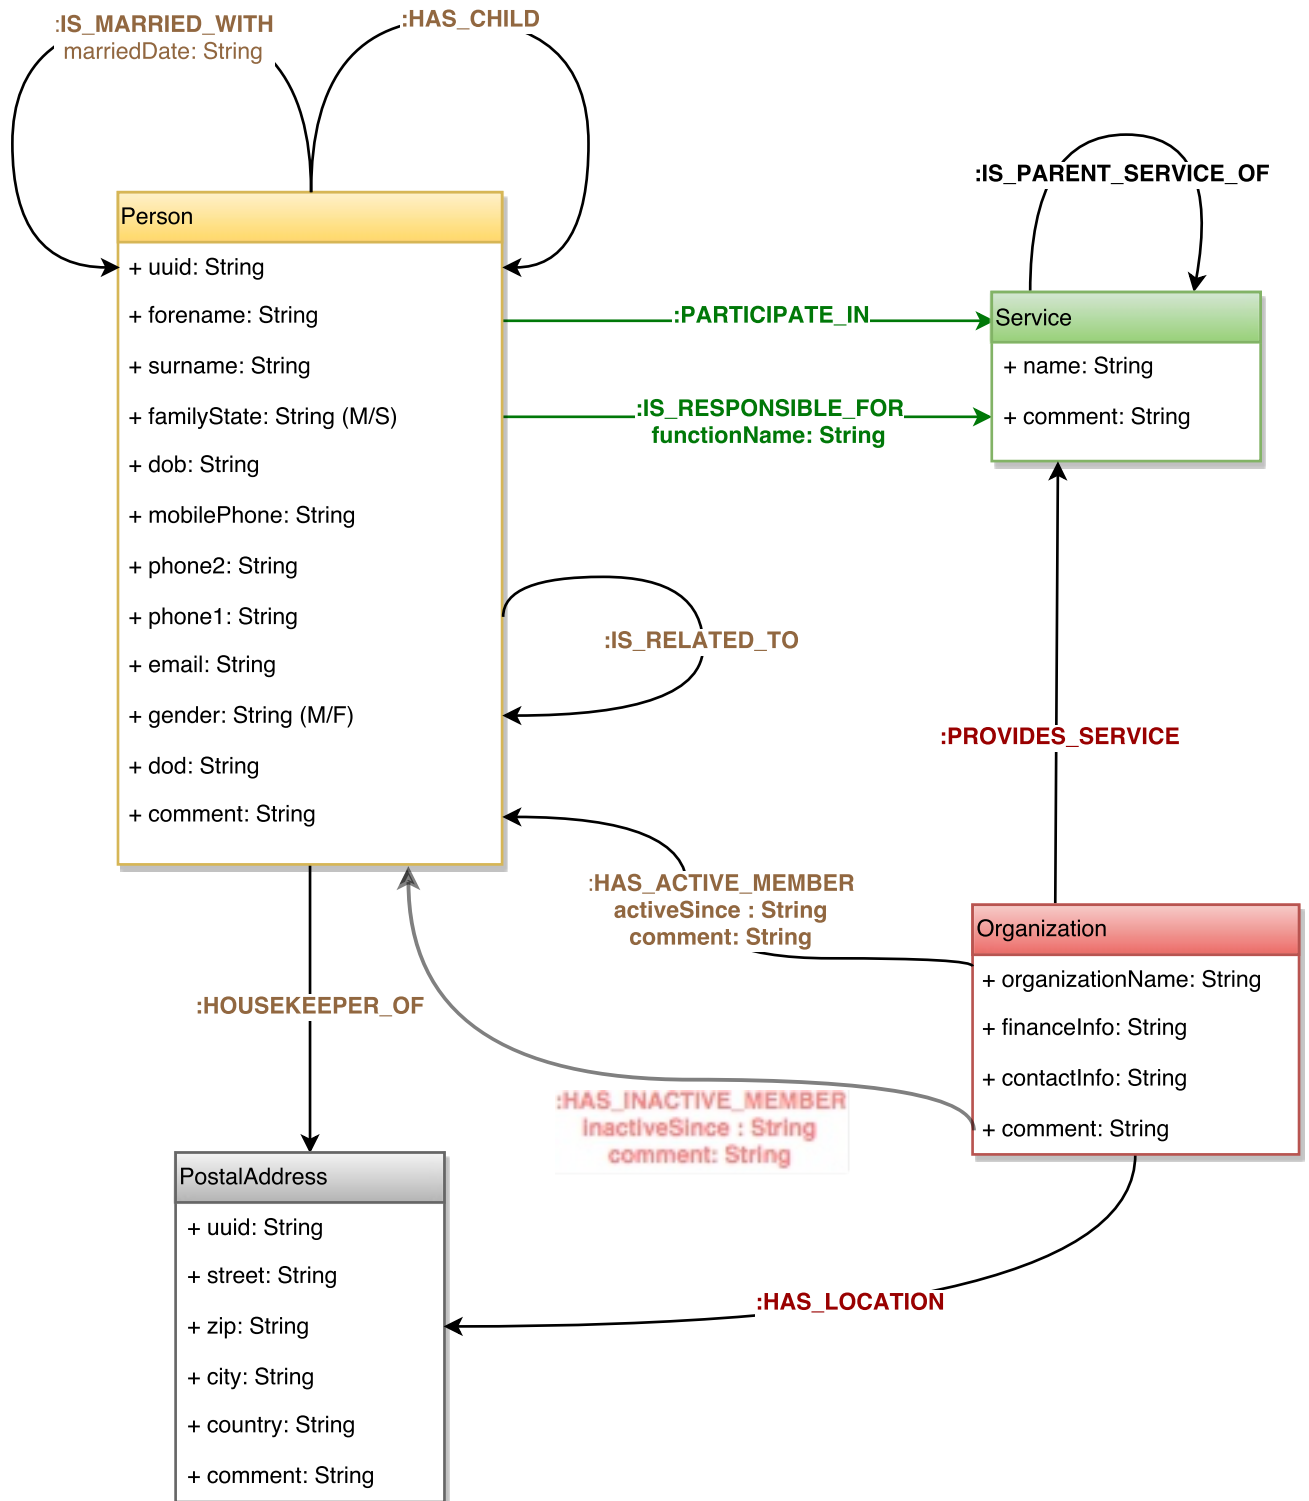 :IS_MARRIED_WITH
marriedDate: String
:HAS_CHILD
:IS_PARENT_SERVICE_OF
Person
+ uuid: String
+ forename: String
+ surname: String
+ familyState: String (M/S)
+ dob: String
+ mobilePhone: String
+ phone2: String
+ phone1: String
+ email: String
+ gender: String (M/F)
+ dod: String
+ comment: String
:PARTICIPATE_IN
:IS_RESPONSIBLE_FOR
functionName: String
Service
+ name: String
+ comment: String
:IS_RELATED_TO
:PROVIDES_SERVICE
:HAS_ACTIVE_MEMBER
activeSince : String
comment: String
Organization
+ organizationName: String
+ financeInfo: String
+ contactInfo: String
+ comment: String
:HOUSEKEEPER_OF
:HAS_INACTIVE_MEMBER
inactiveSince : String
comment: String
PostalAddress
+ uuid: String
+ street: String
+ zip: String
+ city: String
+ country: String
+ comment: String
:HAS_LOCATION